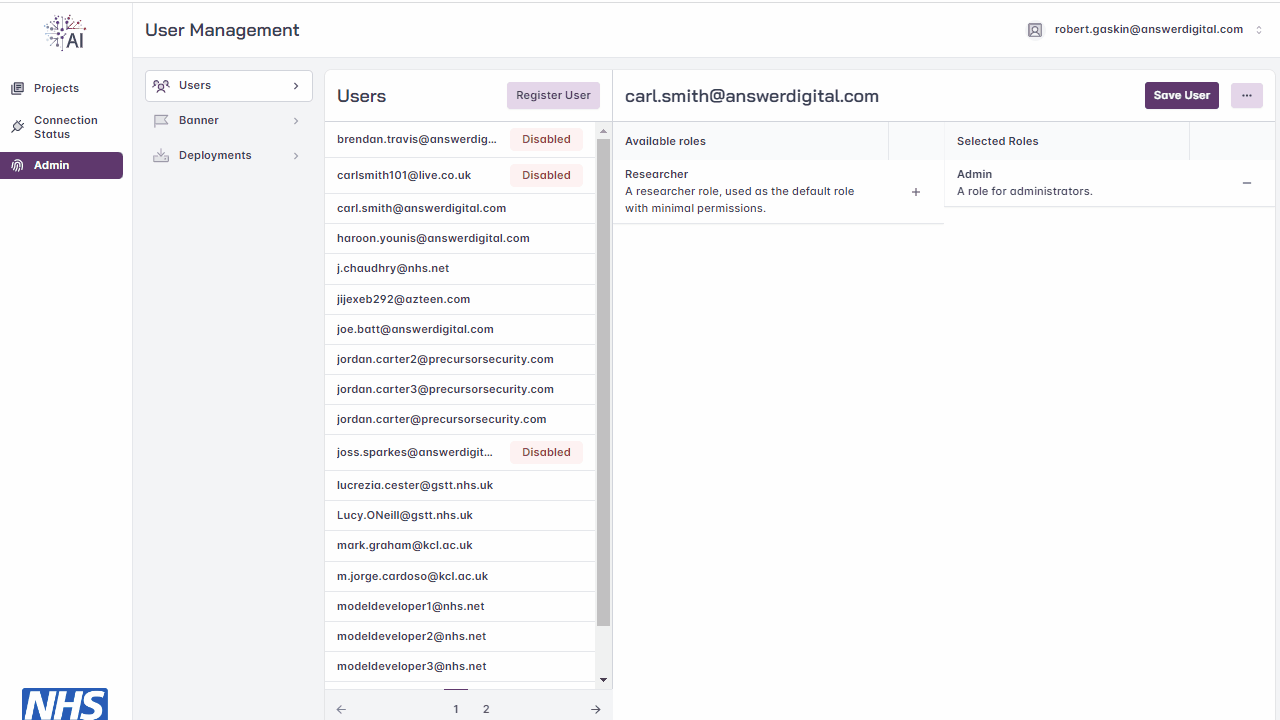 AI
User Management
robert.gaskin@answerdigital.com
Projects
Connection
Status
Admin
Users
Banner
Deployments
Users
Register User
brendan.travis@answerdig...
Disabled
carlsmith101@live.co.uk
Disabled
carl.smith@answerdigital.com
haroon.younis@answerdigital.com
j.chaudhry@nhs.net
jijexeb292@azteen.com
joe.batt@answerdigital.com
jordan.carter2@precursorsecurity.com
jordan.carter3@precursorsecurity.com
jordan.carter@precursorsecurity.com
joss.sparkes@answerdigit...
Disabled
lucrezia.cester@gstt.nhs.uk
Lucy.ONeill@gstt.nhs.uk
mark.graham@kcl.ac.uk
m.jorge.cardoso@kcl.ac.uk
modeldeveloper1@nhs.net
modeldeveloper2@nhs.net
modeldeveloper3@nhs.net
1 2
carl.smith@answerdigital.com
Save User
...
Available roles
Researcher
A researcher role, used as the default role
with minimal permissions.
Selected Roles
Admin
A role for administrators.
NHS